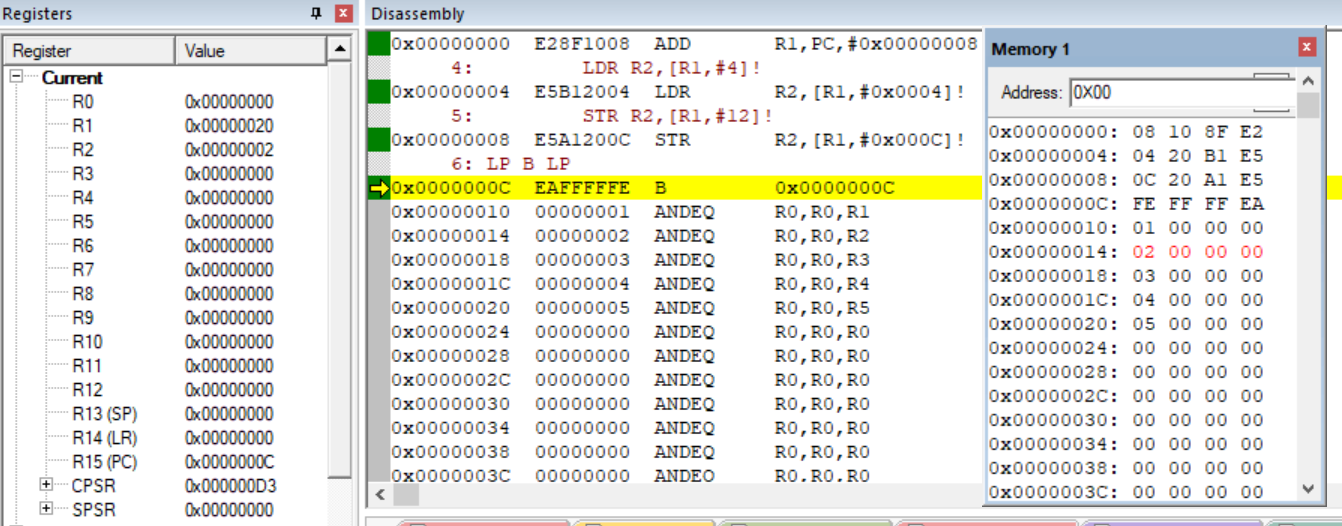 Registers
Register Value
Current
R0 0x00000000
R1 0x00000020
R2 0x00000002
R3 0x00000000
R4 0x00000000
R5 0x00000000
R6 0x00000000
R7 0x00000000
R8 0x00000000
R9 0x00000000
R10 0x00000000
R11 0x00000000
R12 0x00000000
R13 (SP) 0x00000000
R14 (LR) 0x00000000
R15 (PC) 0x0000000C
CPSR 0x000000D3
SPSR 0x00000000
Disassembly
0x00000000 E28F1008 ADD R1,PC,#0x00000008
4: LDR R2,[R1,#4]!
0x00000004 E5B12004 LDR R2,[R1,#0x0004]!
5: STR R2,[R1,#12]!
0x00000008 E5A1200C STR R2,[R1,#0x000C]!
6: LP B LP
0x0000000C EAFFFFFE B 0x0000000C
0x00000010 00000001 ANDEQ R0,R0,R1
0x00000014 00000002 ANDEQ R0,R0,R2
0x00000018 00000003 ANDEQ R0,R0,R3
0x0000001C 00000004 ANDEQ R0,R0,R4
0x00000020 00000005 ANDEQ R0,R0,R5
0x00000024 00000000 ANDEQ R0,R0,R0
0x00000028 00000000 ANDEQ R0,R0,R0
0x0000002C 00000000 ANDEQ R0,R0,R0
0x00000030 00000000 ANDEQ R0,R0,R0
0x00000034 00000000 ANDEQ R0,R0,R0
0x00000038 00000000 ANDEQ R0,R0,R0
0x0000003C 00000000 ANDEQ R0,R0,R0
Memory 1
Address: 0X00
0x00000000: 08 10 8F E2
0x00000004: 04 20 B1 E5
0x00000008: 0C 20 A1 E5
0x0000000C: FE FF FF EA
0x00000010: 01 00 00 00
0x00000014: 02 00 00 00
0x00000018: 03 00 00 00
0x0000001C: 04 00 00 00
0x00000020: 05 00 00 00
0x00000024: 00 00 00 00
0x00000028: 00 00 00 00
0x0000002C: 00 00 00 00
0x00000030: 00 00 00 00
0x00000034: 00 00 00 00
0x00000038: 00 00 00 00
0x0000003C: 00 00 00 00